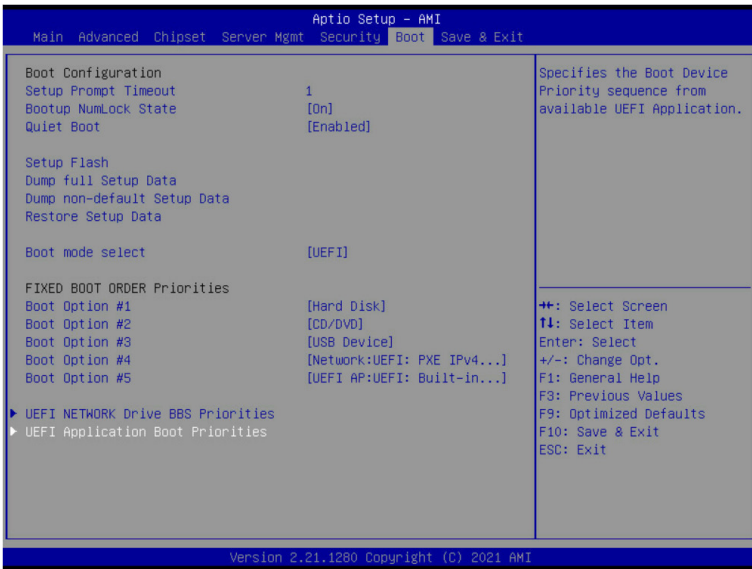 Aptio Setup – AMI
Main Advanced Chipset Server Mgmt Security Boot Save & Exit
Boot Configuration
Setup Prompt Timeout 1
Bootup NumLock State [On]
Quiet Boot [Enabled]
Setup Flash
Dump full Setup Data
Dump non-default Setup Data
Restore Setup Data
Boot mode select [UEFI]
FIXED BOOT ORDER Priorities
Boot Option #1 [Hard Disk]
Boot Option #2 [CD/DVD]
Boot Option #3 [USB Device]
Boot Option #4 [Network:UEFI: PXE IPv4...]
Boot Option #5 [UEFI AP:UEFI: Built-in...]
▶ UEFI NETWORK Drive BBS Priorities
▶ UEFI Application Boot Priorities
Specifies the Boot Device
Priority sequence from
available UEFI Application.
→←: Select Screen
↑↓: Select Item
Enter: Select
+/-: Change Opt.
F1: General Help
F3: Previous Values
F9: Optimized Defaults
F10: Save & Exit
ESC: Exit
Version 2.21.1280 Copyright (C) 2021 AMI